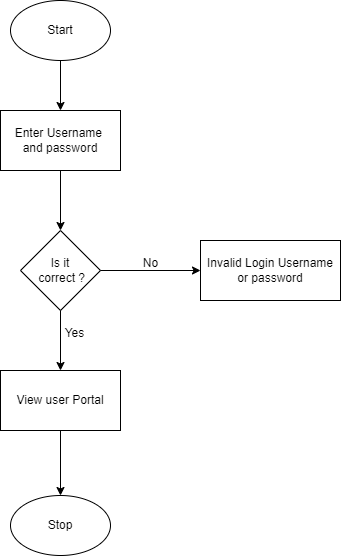 Start
Enter Username
and password
Is it
correct ?
No
Invalid Login Username
or password
Yes
View user Portal
Stop